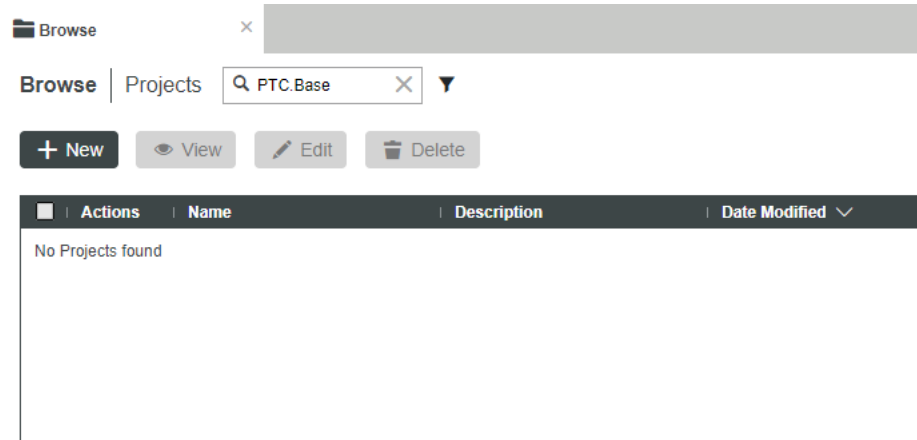 Browse
Browse Projects PTC.Base
New View Edit Delete
Actions Name Description Date Modified
No Projects found